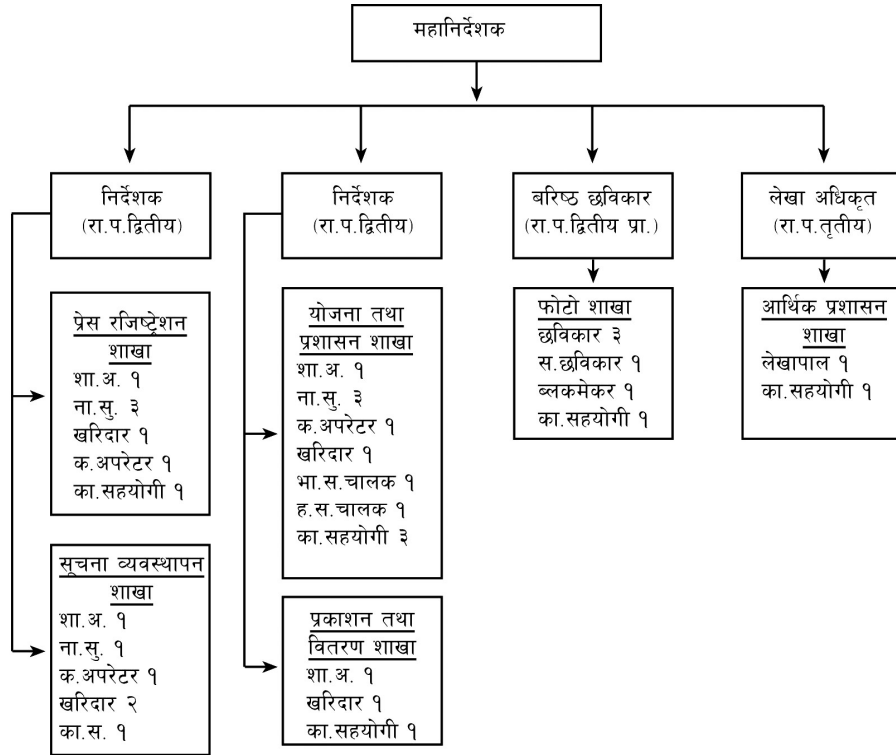 महानिर्देशक
निर्देशक
(रा.प.द्वितीय)
निर्देशक
(रा.प.द्वितीय)
बरिष्ठ छविकार
(रा.प.द्वितीय प्रा.)
लेखा अधिकृत
(रा.प.तृतीय)
प्रेस रजिष्ट्रेशन
शाखा
शा.अ. १
ना.सु. ३
खरिदार १
क.अपरेटर १
का.सहयोगी १
सूचना व्यवस्थापन
शाखा
शा.अ. १
ना.सु. १
क.अपरेटर १
खरिदार २
का.स. १
योजना तथा
प्रशासन शाखा
शा.अ. १
ना.सु. ३
क.अपरेटर १
खरिदार १
भा.स.चालक १
ह.स.चालक १
का.सहयोगी ३
प्रकाशन तथा
वितरण शाखा
शा.अ. १
खरिदार १
का.सहयोगी १
फोटो शाखा
छविकार ३
स.छविकार १
ब्लकमेकर १
का.सहयोगी १
आर्थिक प्रशासन
शाखा
लेखापाल १
का.सहयोगी १